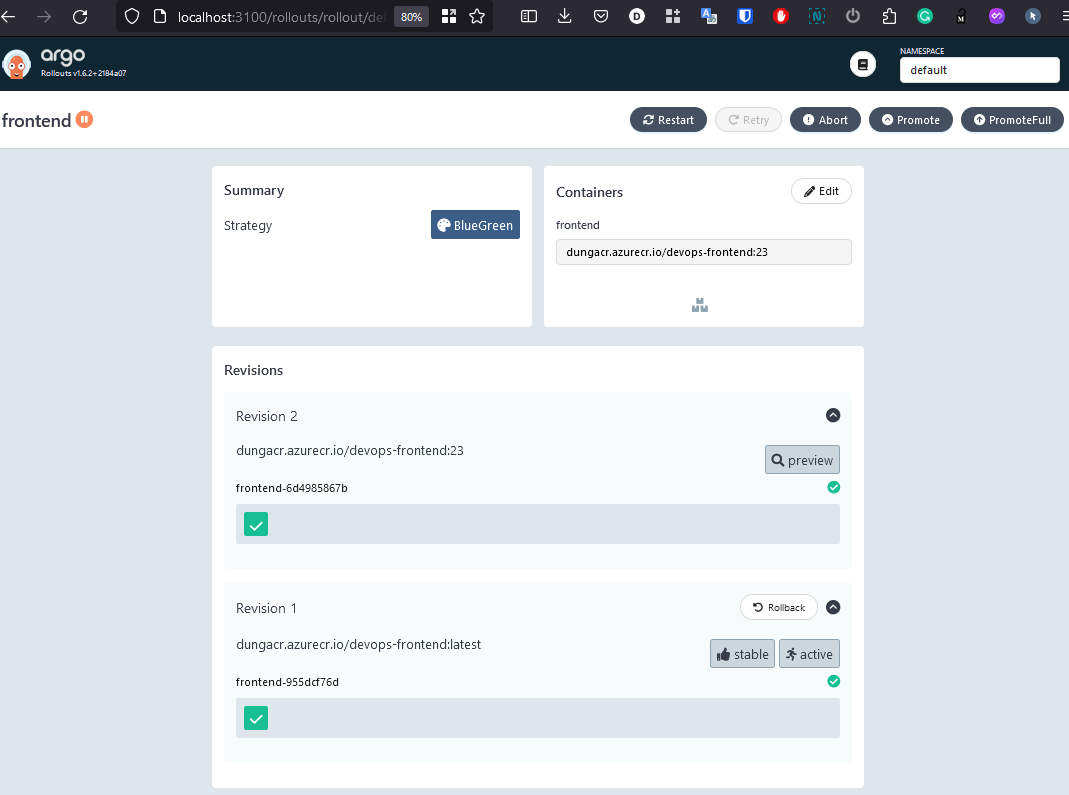 localhost:3100/rollouts/rollout/def
80%
argo
Rollouts v1.6.2+2184a07
NAMESPACE
default
frontend
Restart
Retry
Abort
Promote
PromoteFull
Summary
Strategy
BlueGreen
Containers
Edit
frontend
dungacr.azurecr.io/devops-frontend:23
Revisions
Revision 2
dungacr.azurecr.io/devops-frontend:23
preview
frontend-6d4985867b
Revision 1
Rollback
dungacr.azurecr.io/devops-frontend:latest
stable
active
frontend-955dcf76d